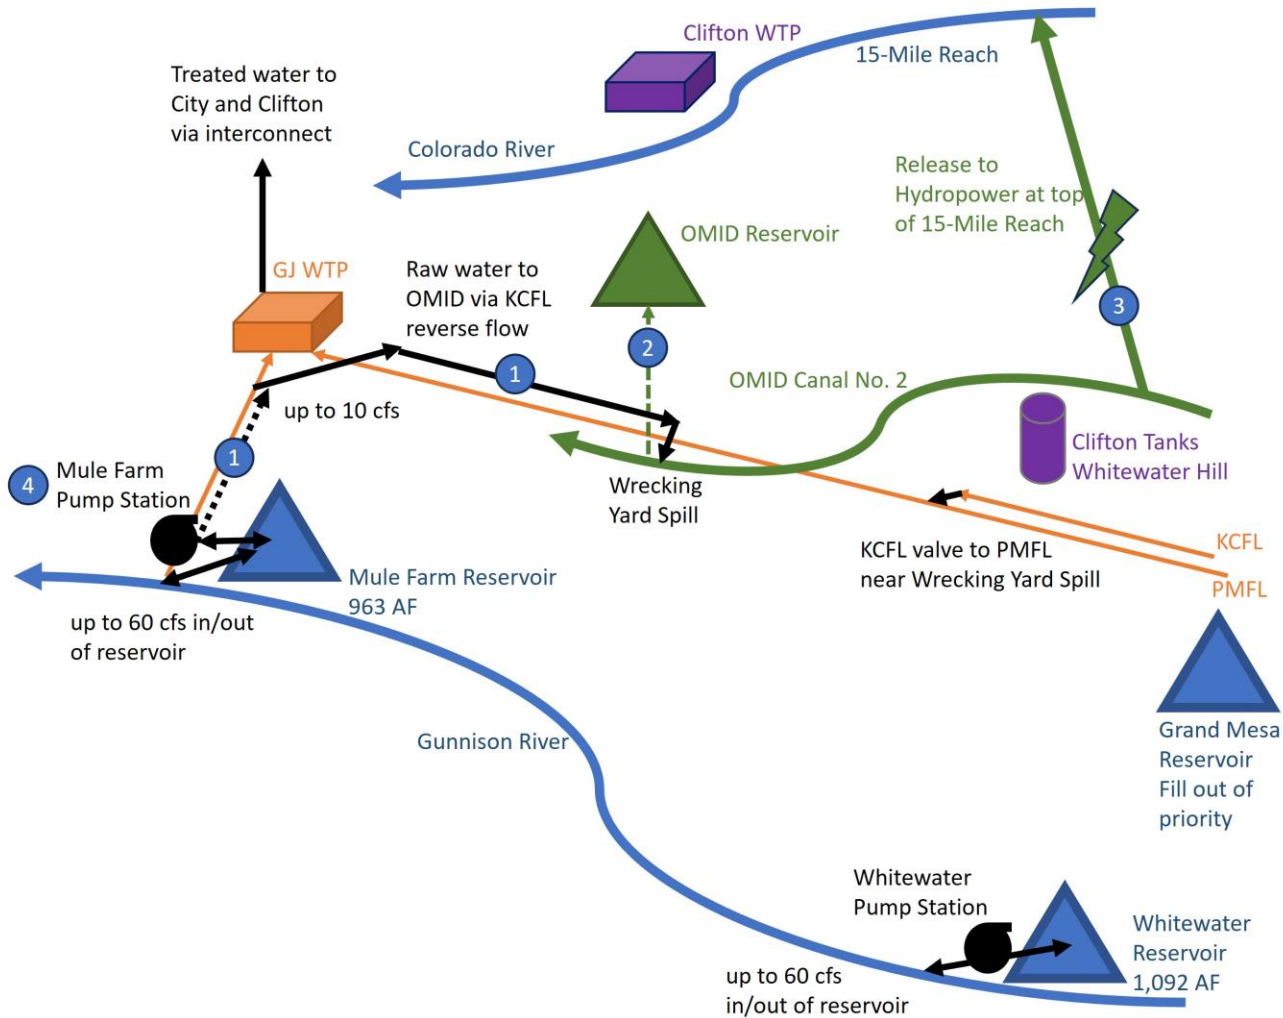 Clifton WTP
15-Mile Reach
Treated water to
City and Clifton
via interconnect
Colorado River
Release to
Hydropower at top
of 15-Mile Reach
OMID Reservoir
GJ WTP
Raw water to
OMID via KCFL
reverse flow
3
2
1
OMID Canal No. 2
up to 10 cfs
1
4
Mule Farm
Pump Station
Clifton Tanks
Whitewater Hill
Wrecking
Yard Spill
KCFL valve to PMFL
near Wrecking Yard Spill
KCFL
PMFL
Mule Farm Reservoir
963 AF
up to 60 cfs in/out
of reservoir
Gunnison River
Grand Mesa
Reservoir
Fill out of
priority
Whitewater
Pump Station
Whitewater
Reservoir
1,092 AF
up to 60 cfs
in/out of reservoir